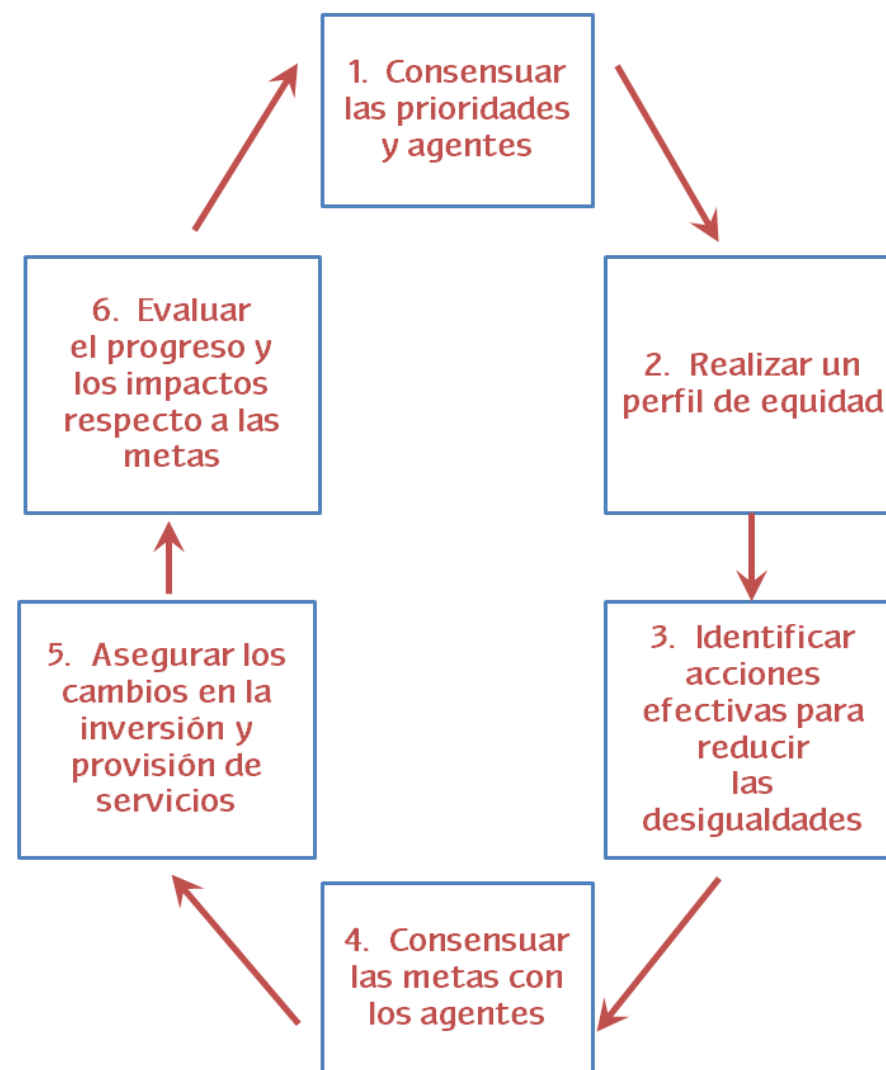 1. Consensuar
las prioridades
y agentes
2. Realizar un
perfil de equidad
3. Identificar
acciones
efectivas para
reducir
las
desigualdades
4. Consensuar
las metas con
los agentes
5. Asegurar los
cambios en la
inversión y
provisión de
servicios
6. Evaluar
el progreso y
los impactos
respecto a las
metas